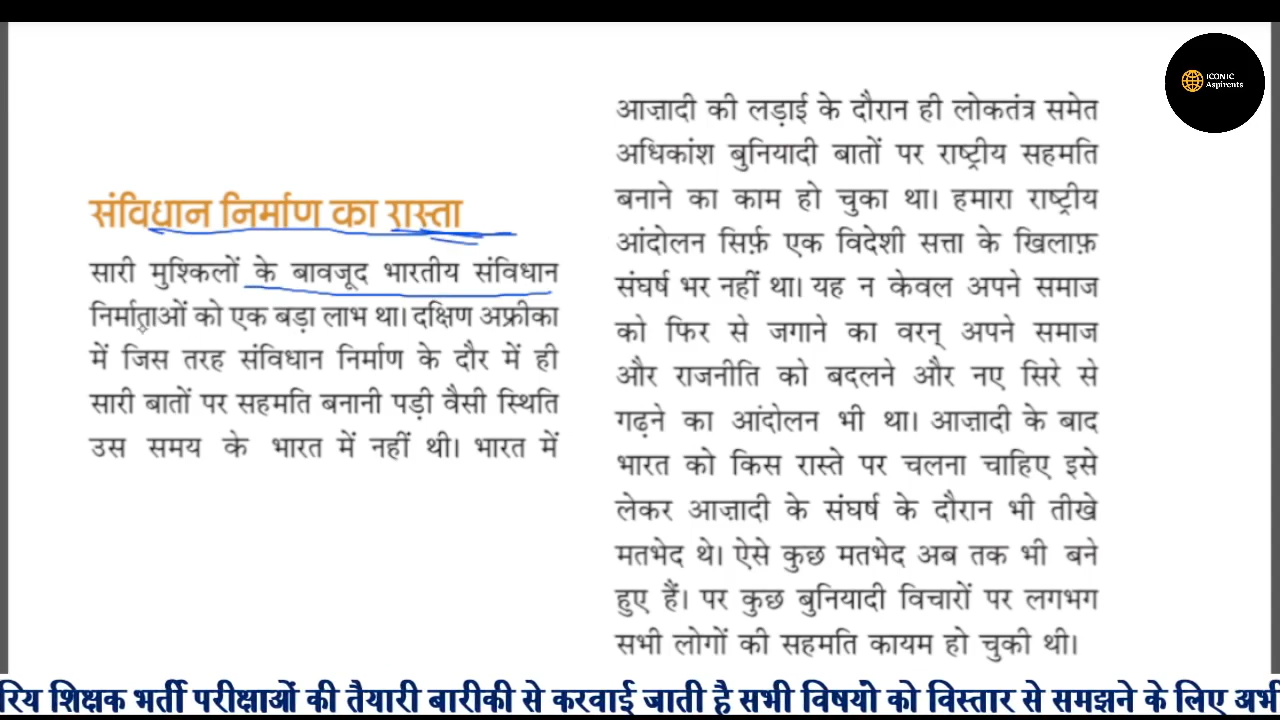 ICONIC
Aspirents
संविधान निर्माण का रास्ता
सारी मुश्किलों के बावजूद भारतीय संविधान
निर्माताओं को एक बड़ा लाभ था। दक्षिण अफ्रीका
में जिस तरह संविधान निर्माण के दौर में ही
सारी बातों पर सहमति बनानी पड़ी वैसी स्थिति
उस समय के भारत में नहीं थी। भारत में
आज़ादी की लड़ाई के दौरान ही लोकतंत्र समेत
अधिकांश बुनियादी बातों पर राष्ट्रीय सहमति
बनाने का काम हो चुका था। हमारा राष्ट्रीय
आंदोलन सिर्फ़ एक विदेशी सत्ता के खिलाफ़
संघर्ष भर नहीं था। यह न केवल अपने समाज
को फिर से जगाने का वरन् अपने समाज
और राजनीति को बदलने और नए सिरे से
गढ़ने का आंदोलन भी था। आज़ादी के बाद
भारत को किस रास्ते पर चलना चाहिए इसे
लेकर आज़ादी के संघर्ष के दौरान भी तीखे
मतभेद थे। ऐसे कुछ मतभेद अब तक भी बने
हुए हैं। पर कुछ बुनियादी विचारों पर लगभग
सभी लोगों की सहमति कायम हो चुकी थी।
शिक्षक भर्ती परीक्षाओं की तैयारी बारीकी से करवाई जाती है सभी विषयो को विस्तार से समझने के लिए